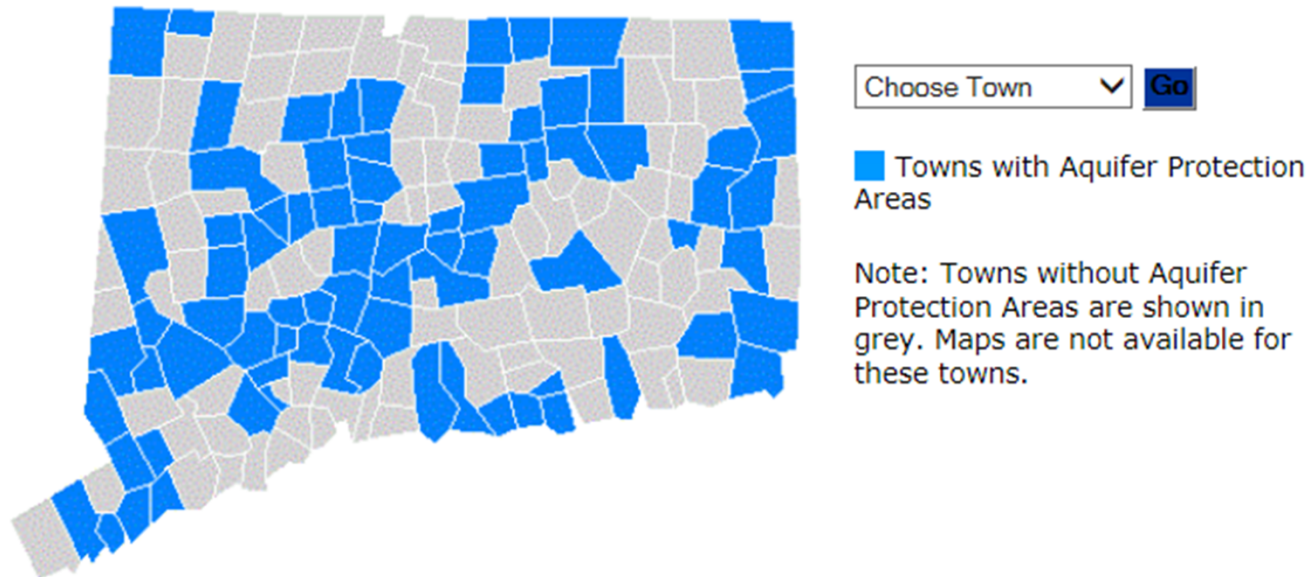 Choose Town
Go
Towns with Aquifer Protection
Areas
Note: Towns without Aquifer
Protection Areas are shown in
grey. Maps are not available for
these towns.